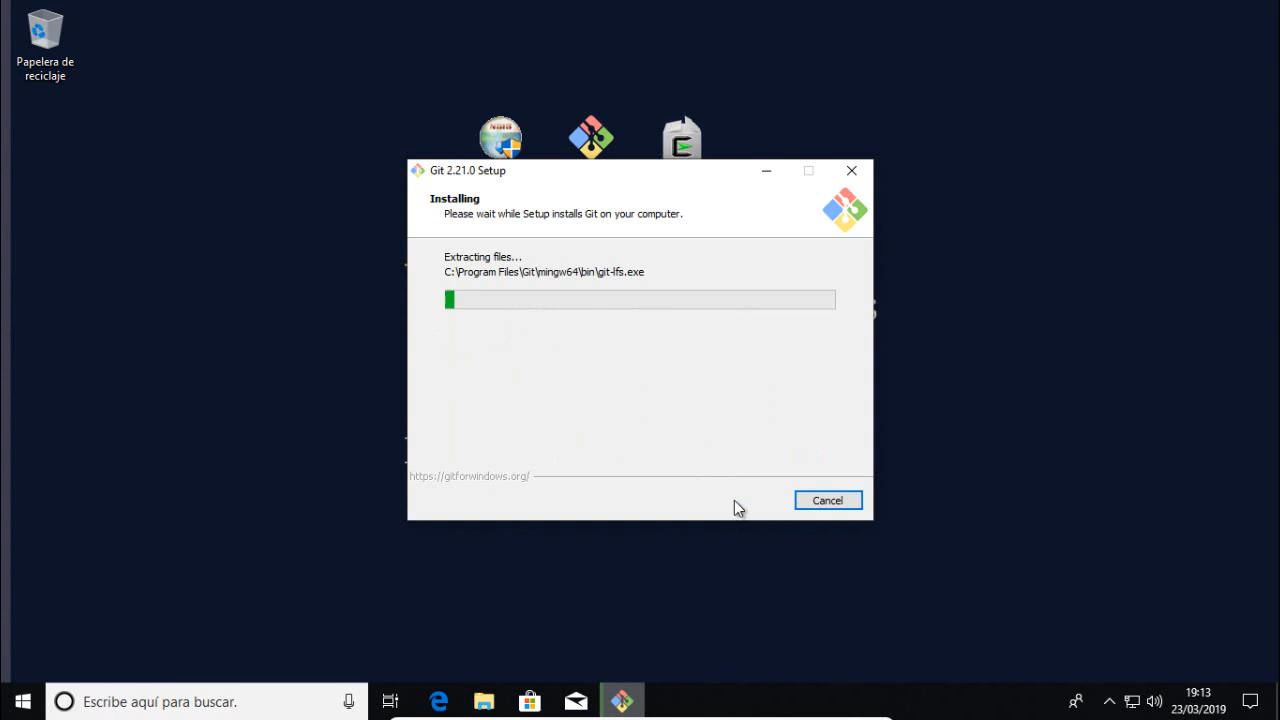 Papelera de
reciclaje
NSIS
Git 2.21.0 Setup
Installing
Please wait while Setup installs Git on your computer.
Extracting files...
C:\Program Files\Git\mingw64\bin\git-lfs.exe
https://gitforwindows.org/
Cancel
Escribe aquí para buscar.
19:13
23/03/2019